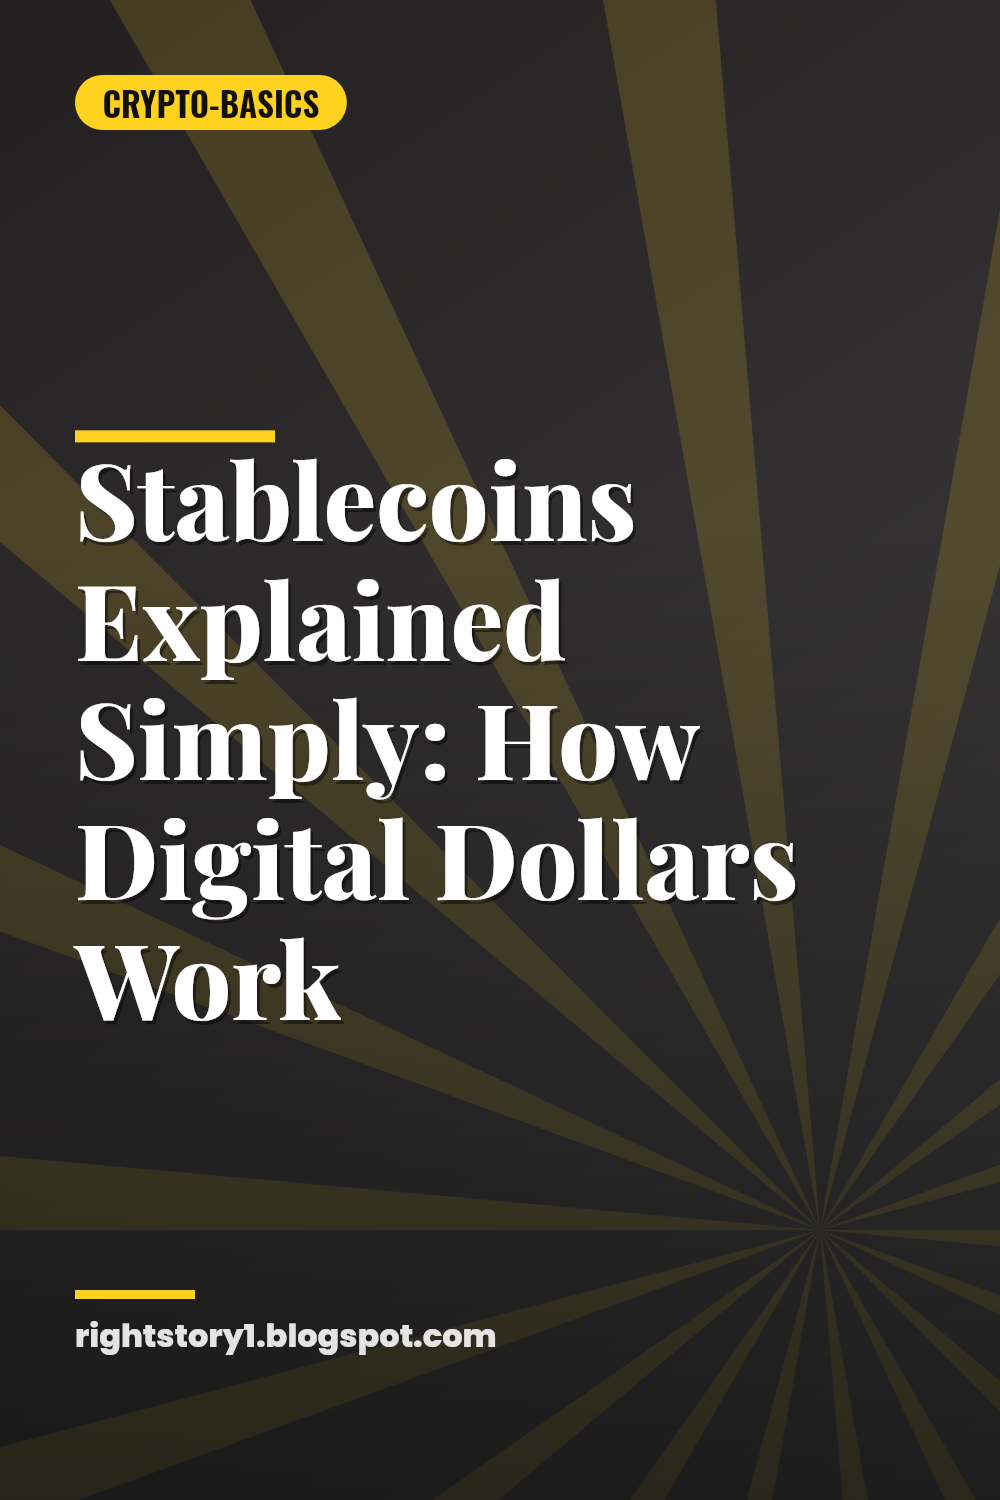 CRYPTO-BASICS
Stablecoins
Explained
Simply: How
Digital Dollars
Work
rightstory1.blogspot.com